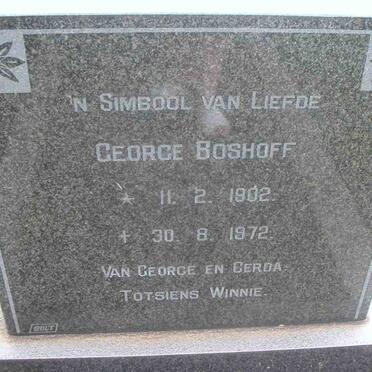 'N SIMBOOL VAN LIEFDE
GEORGE BOSHOFF
* 11. 2. 1902.
+ 30. 8. 1972.
VAN GEORGE EN GERDA.
TOTSIENS WINNIE.